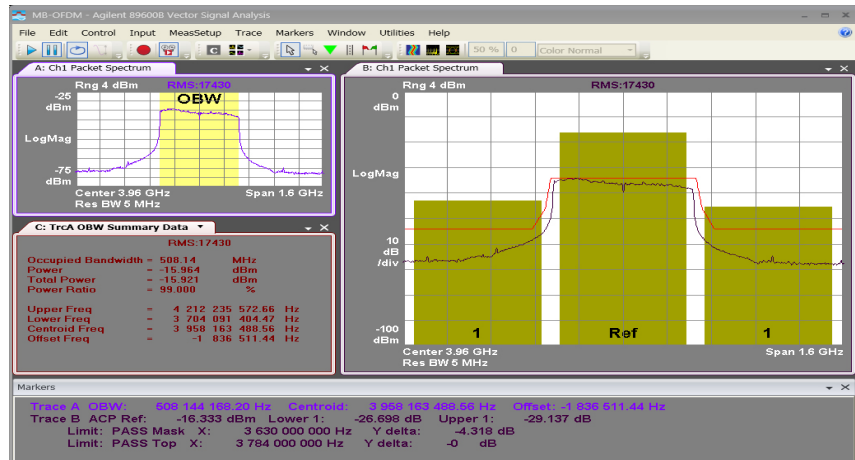 MB-OFDM - Agilent 89600B Vector Signal Analysis
File Edit Control Input MeasSetup Trace Markers Window Utilities Help
50 % 0 Color Normal
A: Ch1 Packet Spectrum
Rng 4 dBm RMS:17430
-25
dBm
OBW
LogMag
-75
dBm
Center 3.96 GHz Span 1.6 GHz
Res BW 5 MHz
C: TrcA OBW Summary Data
RMS:17430
Occupied Bandwidth = 508.14 MHz
Power = -15.964 dBm
Total Power = -15.921 dBm
Power Ratio = 99.000 %
Upper Freq = 4 212 235 572.66 Hz
Lower Freq = 3 704 091 404.47 Hz
Centroid Freq = 3 958 163 488.56 Hz
Offset Freq = -1 836 511.44 Hz
B: Ch1 Packet Spectrum
Rng 4 dBm RMS:17430
0
dBm
LogMag
10
dB
/div
-100
dBm
1 Ref 1
Center 3.96 GHz Span 1.6 GHz
Res BW 5 MHz
Markers
Trace A OBW: 508 144 168.20 Hz Centroid: 3 958 163 488.56 Hz Offset: -1 836 511.44 Hz
Trace B ACP Ref: -16.333 dBm Lower 1: -26.698 dB Upper 1: -29.137 dB
Limit: PASS Mask X: 3 630 000 000 Hz Y delta: -4.318 dB
Limit: PASS Top X: 3 784 000 000 Hz Y delta: -0 dB